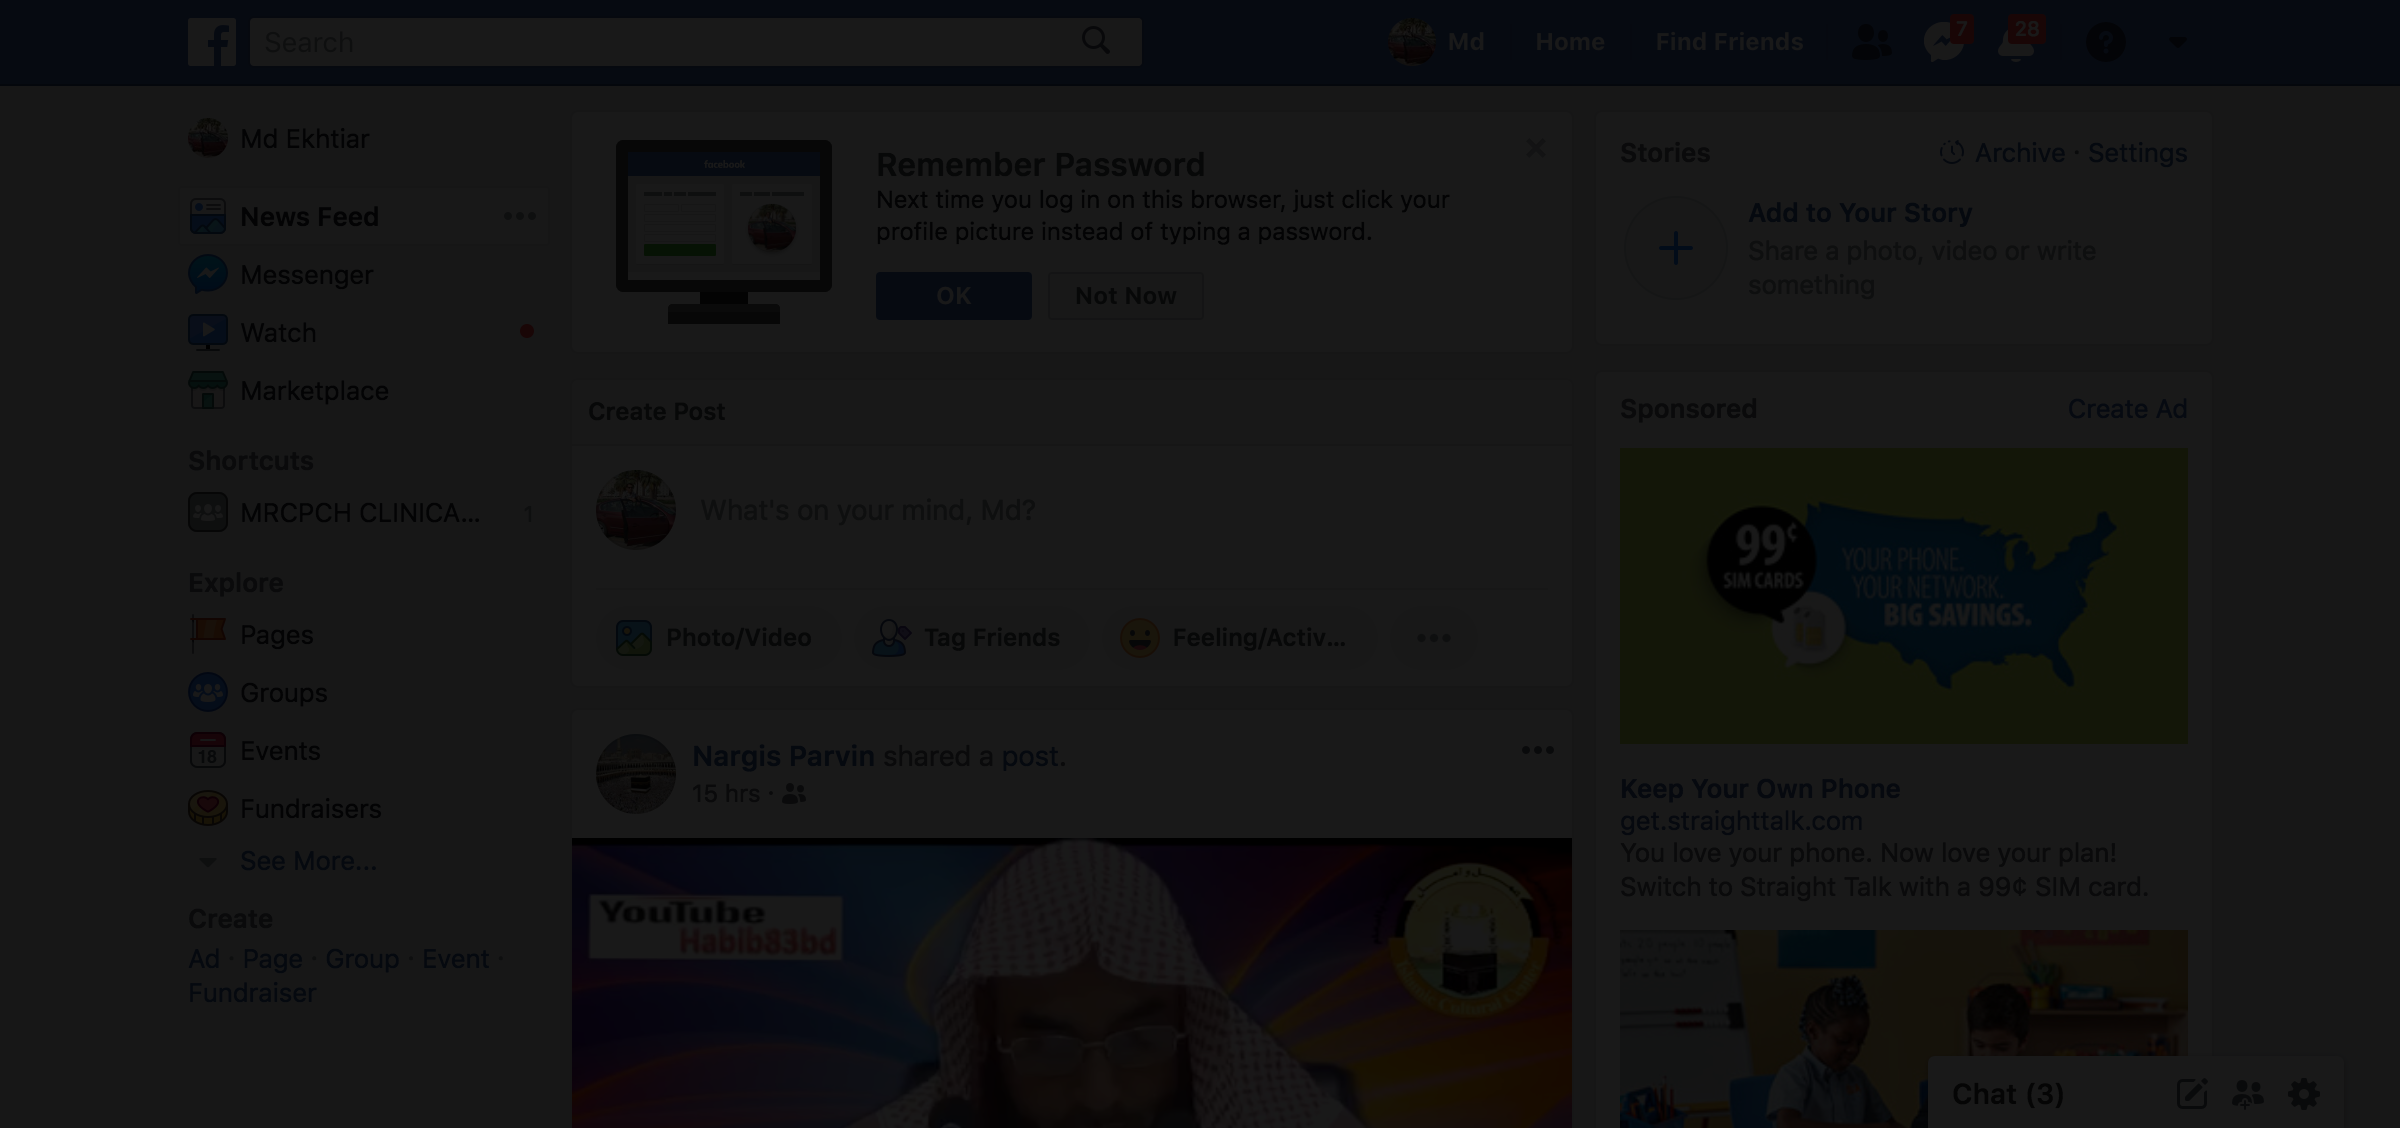 Search
Md
Home
Find Friends
7
28
?
Md Ekhtiar
News Feed
Messenger
Watch
Marketplace
Shortcuts
MRCPCH CLINICA...
1
Explore
Pages
Groups
18
Events
Fundraisers
See More...
Create
Ad · Page · Group · Event ·
Fundraiser
facebook
Remember Password
Next time you log in on this browser, just click your
profile picture instead of typing a password.
OK
Not Now
Create Post
What's on your mind, Md?
Photo/Video
Tag Friends
Feeling/Activ...
Nargis Parvin shared a post.
15 hrs ·
YouTube
Habib83bd
Stories
Archive · Settings
Add to Your Story
Share a photo, video or write
something
Sponsored
Create Ad
99¢
SIM CARDS
YOUR PHONE.
YOUR NETWORK.
BIG SAVINGS.
Keep Your Own Phone
get.straighttalk.com
You love your phone. Now love your plan!
Switch to Straight Talk with a 99¢ SIM card.
Chat (3)